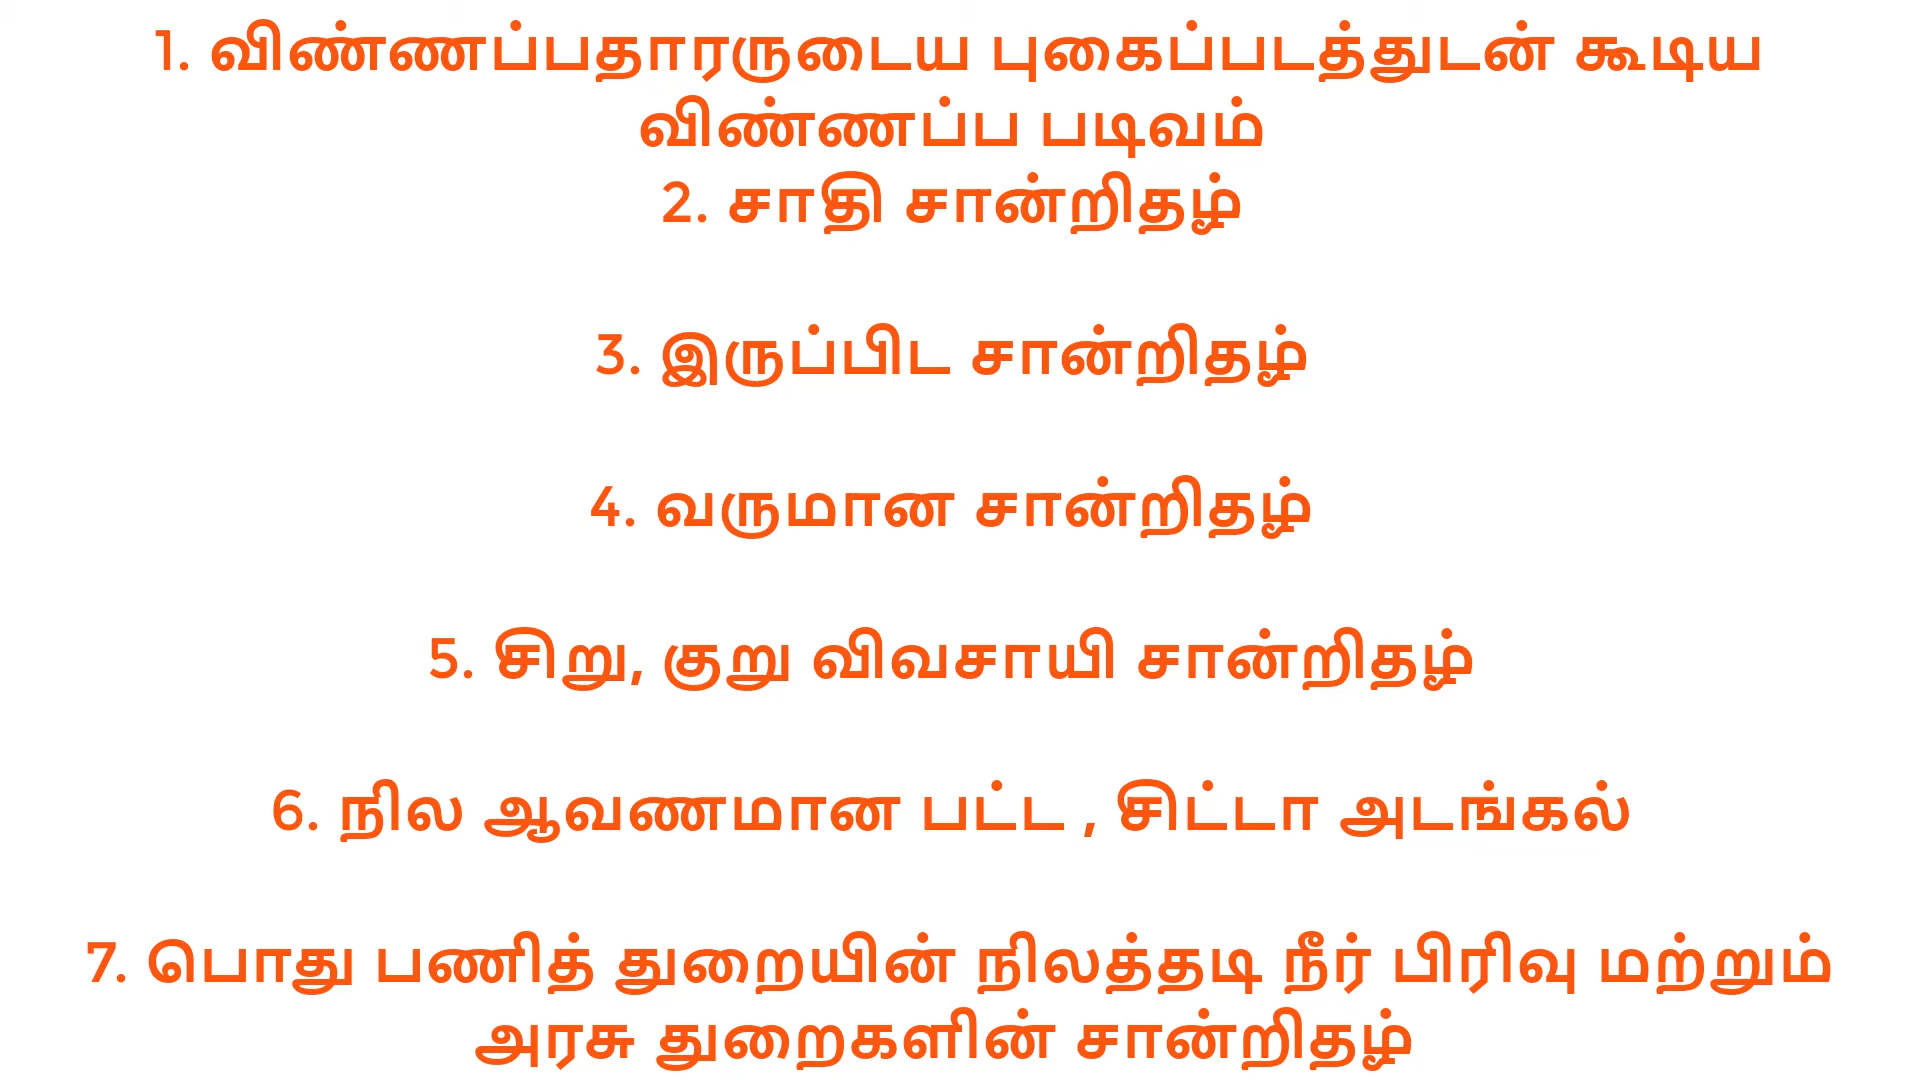 1. விண்ணப்பதாரருடைய புகைப்படத்துடன் கூடிய
விண்ணப்ப படிவம்
2. சாதி சான்றிதழ்
3. இருப்பிட சான்றிதழ்
4. வருமான சான்றிதழ்
5. சிறு, குறு விவசாயி சான்றிதழ்
6. நில ஆவணமான பட்ட , சிட்டா அடங்கல்
7. பொது பணித் துறையின் நிலத்தடி நீர் பிரிவு மற்றும்
அரசு துறைகளின் சான்றிதழ்